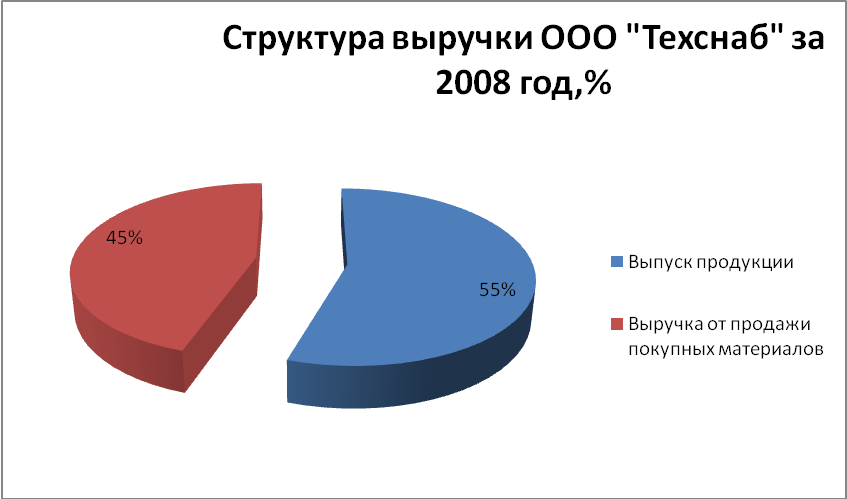 Структура выручки ООО "Техснаб" за
2008 год,%
45%
55%
Выпуск продукции
Выручка от продажи
покупных материалов